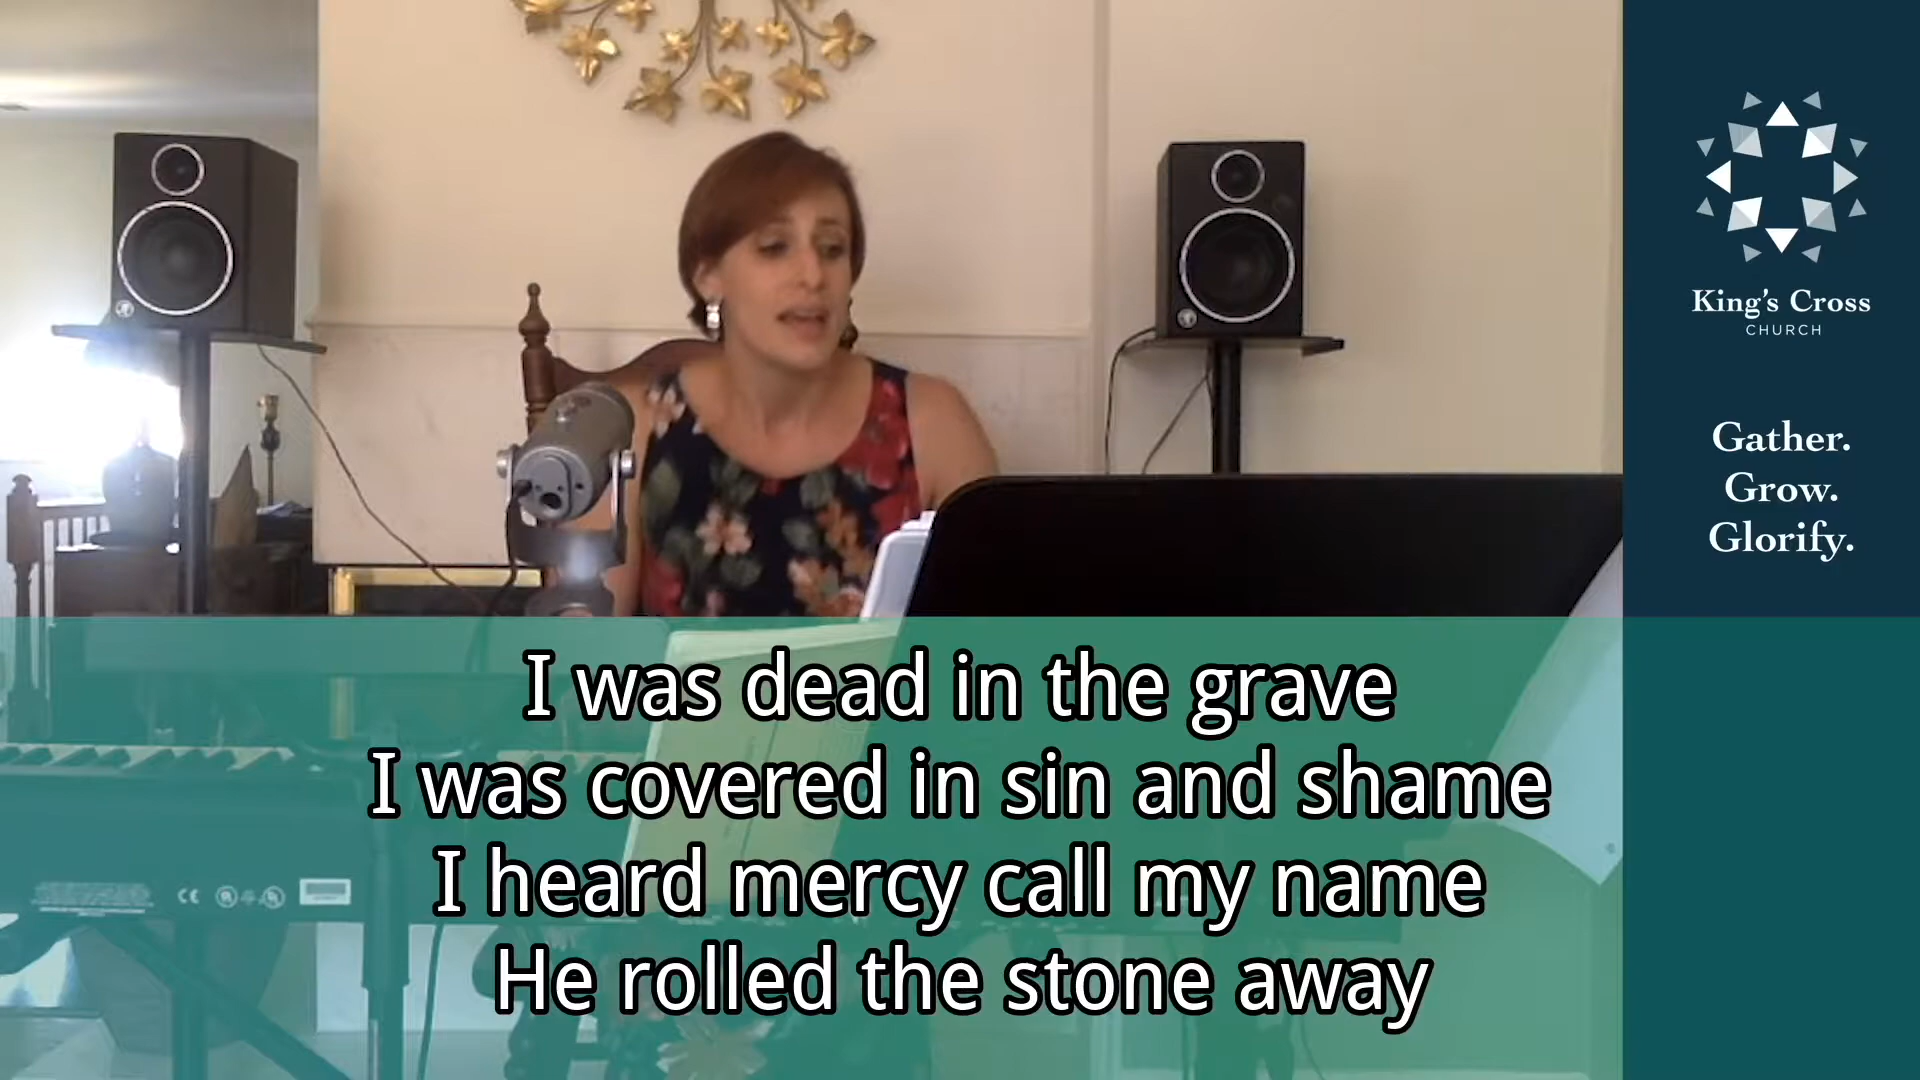 King's Cross
CHURCH
Gather.
Grow.
Glorify.
I was dead in the grave
I was covered in sin and shame
I heard mercy call my name
He rolled the stone away